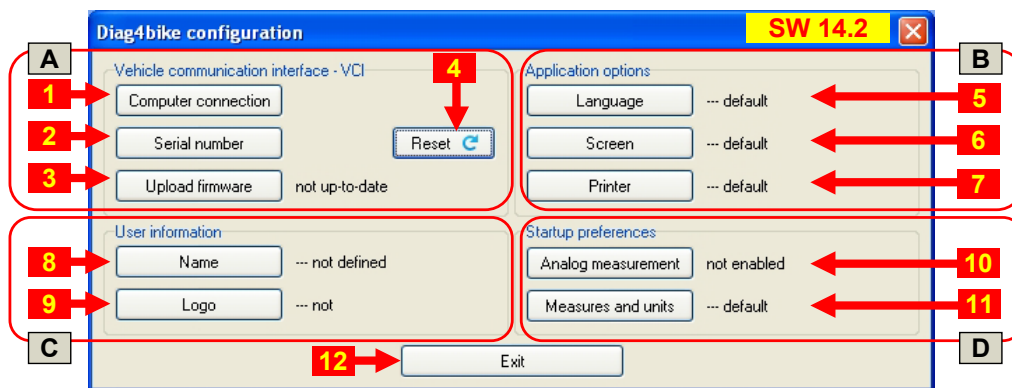 Diag4bike configuration
SW 14.2
A
Vehicle communication interface - VCI
4
Application options
B
1
Computer connection
Language
--- default
5
2
Serial number
Reset
Screen
--- default
6
3
Upload firmware
not up-to-date
Printer
--- default
7
User information
Startup preferences
8
Name
--- not defined
Analog measurement
not enabled
10
9
Logo
--- not
Measures and units
--- default
11
C
12
Exit
D